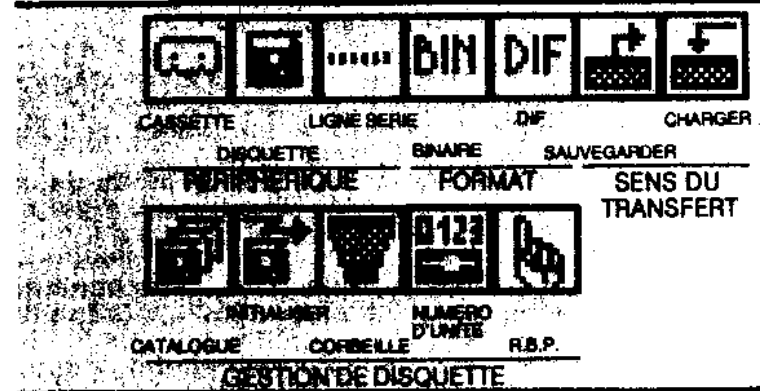 BIN DIF
CASSETTE LIGNE SERIE DIF CHARGER
DISQUETTE BINAIRE SAUVEGARDER
PERIPHERIQUE FORMAT SENS DU
TRANSFERT
0123
INITIALISER NUMERO
D'UNITE
CATALOGUE CORBEILLE R.B.P.
GESTION DE DISQUETTE